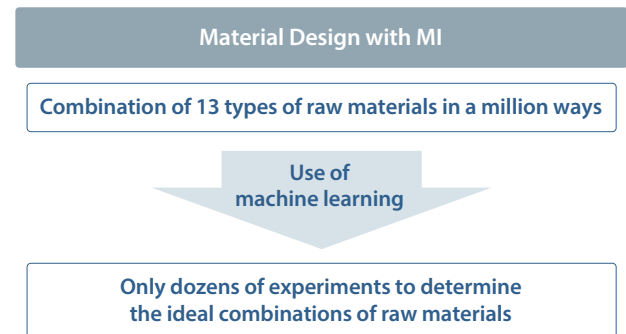 Material Design with MI
Combination of 13 types of raw materials in a million ways
Use of
machine learning
Only dozens of experiments to determine
the ideal combinations of raw materials